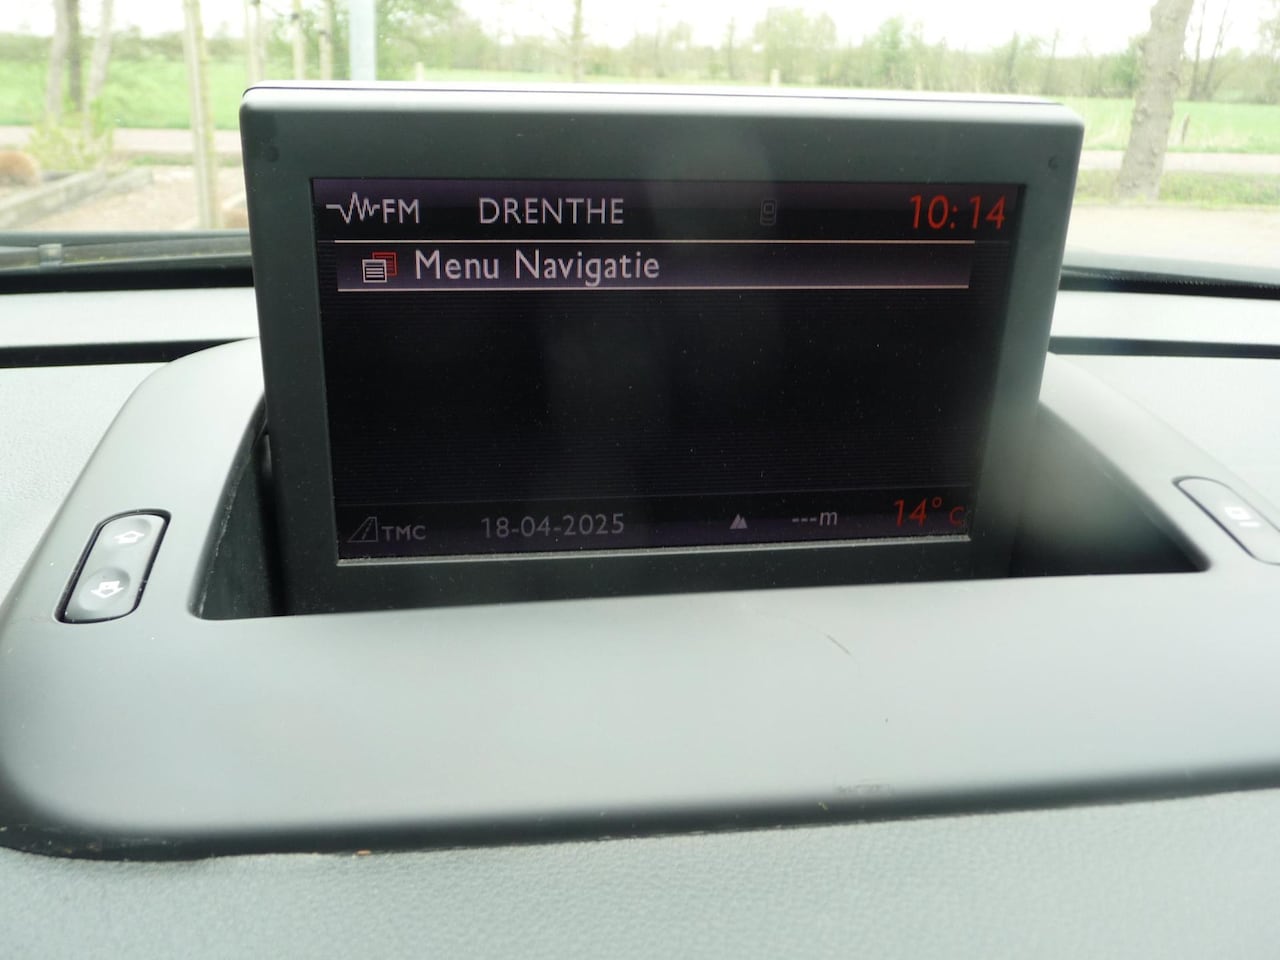 FM DRENTHE 10:14
Menu Navigatie
TMC 18-04-2025 ---m 14° C